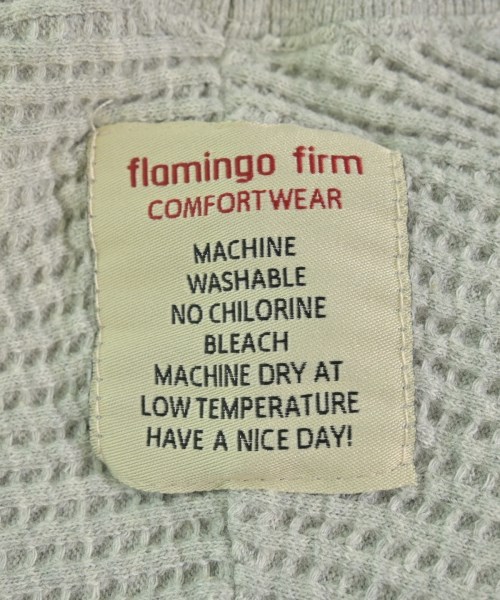 flamingo firm
COMFORTWEAR
MACHINE
WASHABLE
NO CHILORINE
BLEACH
MACHINE DRY AT
LOW TEMPERATURE
HAVE A NICE DAY!